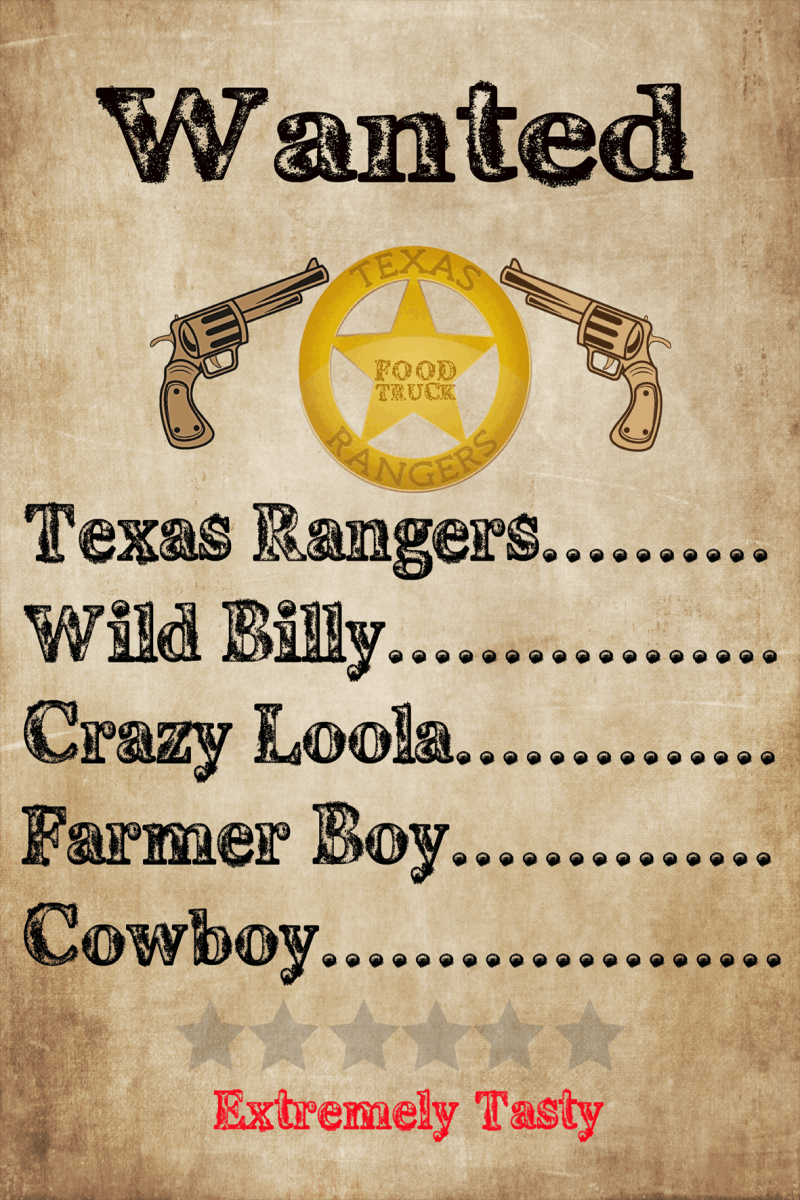 Wanted
TEXAS
FOOD
TRUCK
RANGERS
Texas Rangers..........
Wild Billy.................
Crazy Loola..............
Farmer Boy..............
Cowboy....................
Extremely Tasty